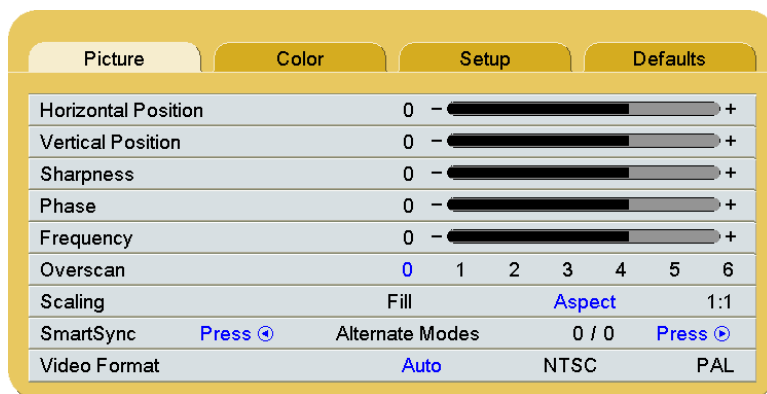 Picture Color Setup Defaults
Horizontal Position 0 - +
Vertical Position 0 - +
Sharpness 0 - +
Phase 0 - +
Frequency 0 - +
Overscan 0 1 2 3 4 5 6
Scaling Fill Aspect 1:1
SmartSync Press Alternate Modes 0 / 0 Press
Video Format Auto NTSC PAL